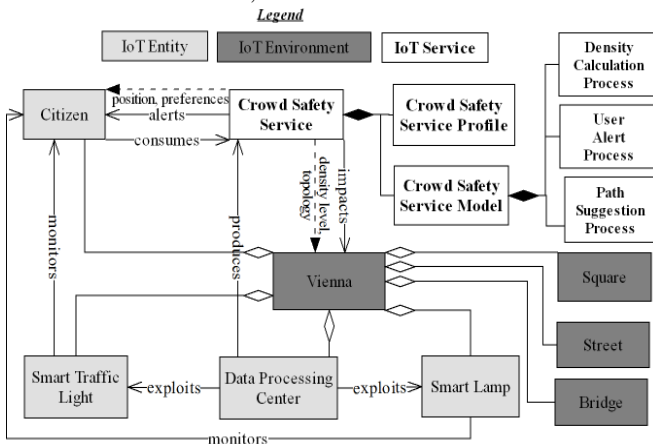 Legend
IoT Entity
IoT Environment
IoT Service
Density
Calculation
Process
Citizen
position, preferences
alerts
consumes
Crowd Safety
Service
Crowd Safety
Service Profile
User
Alert
Process
Crowd Safety
Service Model
Path
Suggestion
Process
monitors
produces
density level,
topology
impacts
Vienna
Square
Street
Bridge
Smart Traffic
Light
exploits
Data Processing
Center
exploits
Smart Lamp
monitors